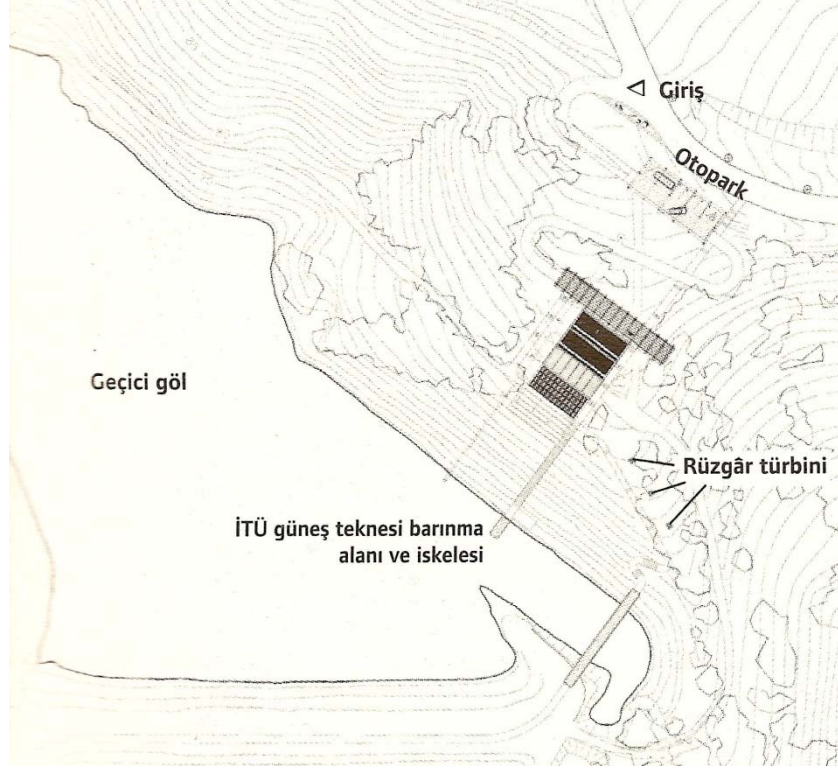 Giriş
Otopark
Geçici göl
Rüzgâr türbini
İTÜ güneş teknesi barınma
alanı ve iskelesi